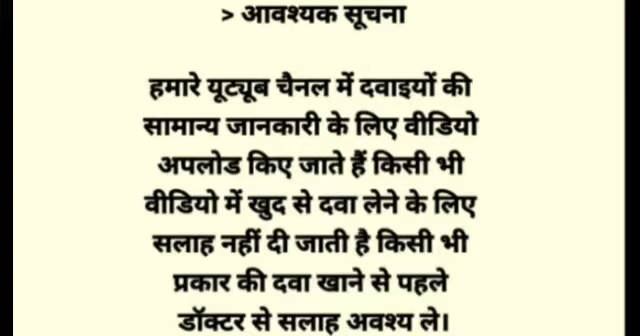 > आवश्यक सूचना
हमारे यूट्यूब चैनल में दवाइयों की
सामान्य जानकारी के लिए वीडियो
अपलोड किए जाते हैं किसी भी
वीडियो में खुद से दवा लेने के लिए
सलाह नहीं दी जाती है किसी भी
प्रकार की दवा खाने से पहले
डॉक्टर से सलाह अवश्य ले।